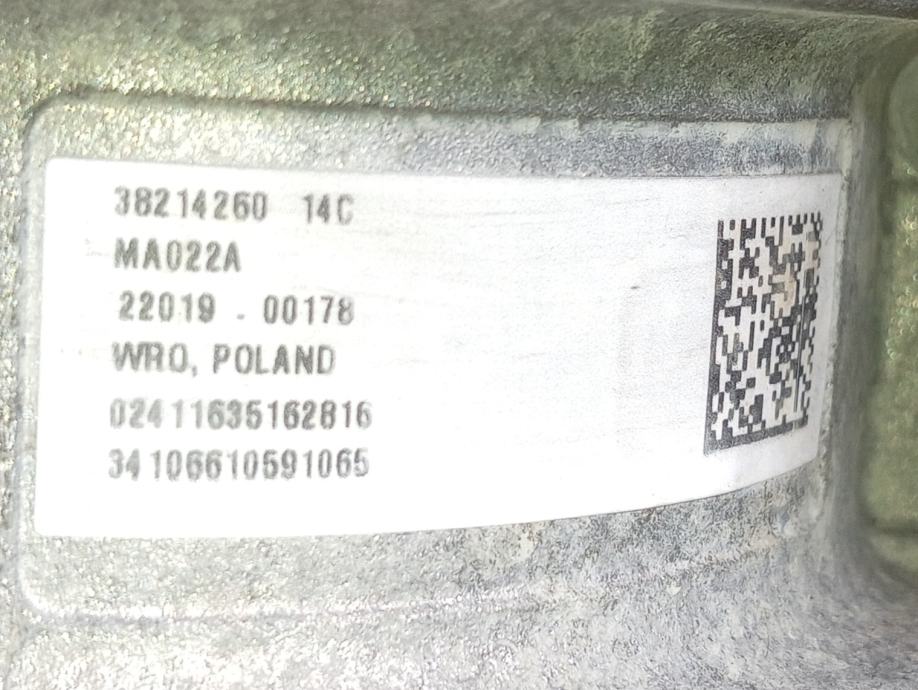 38214260 14C
MA022A
22019 - 00178
WRO, POLAND
02411635162816
34106610591065